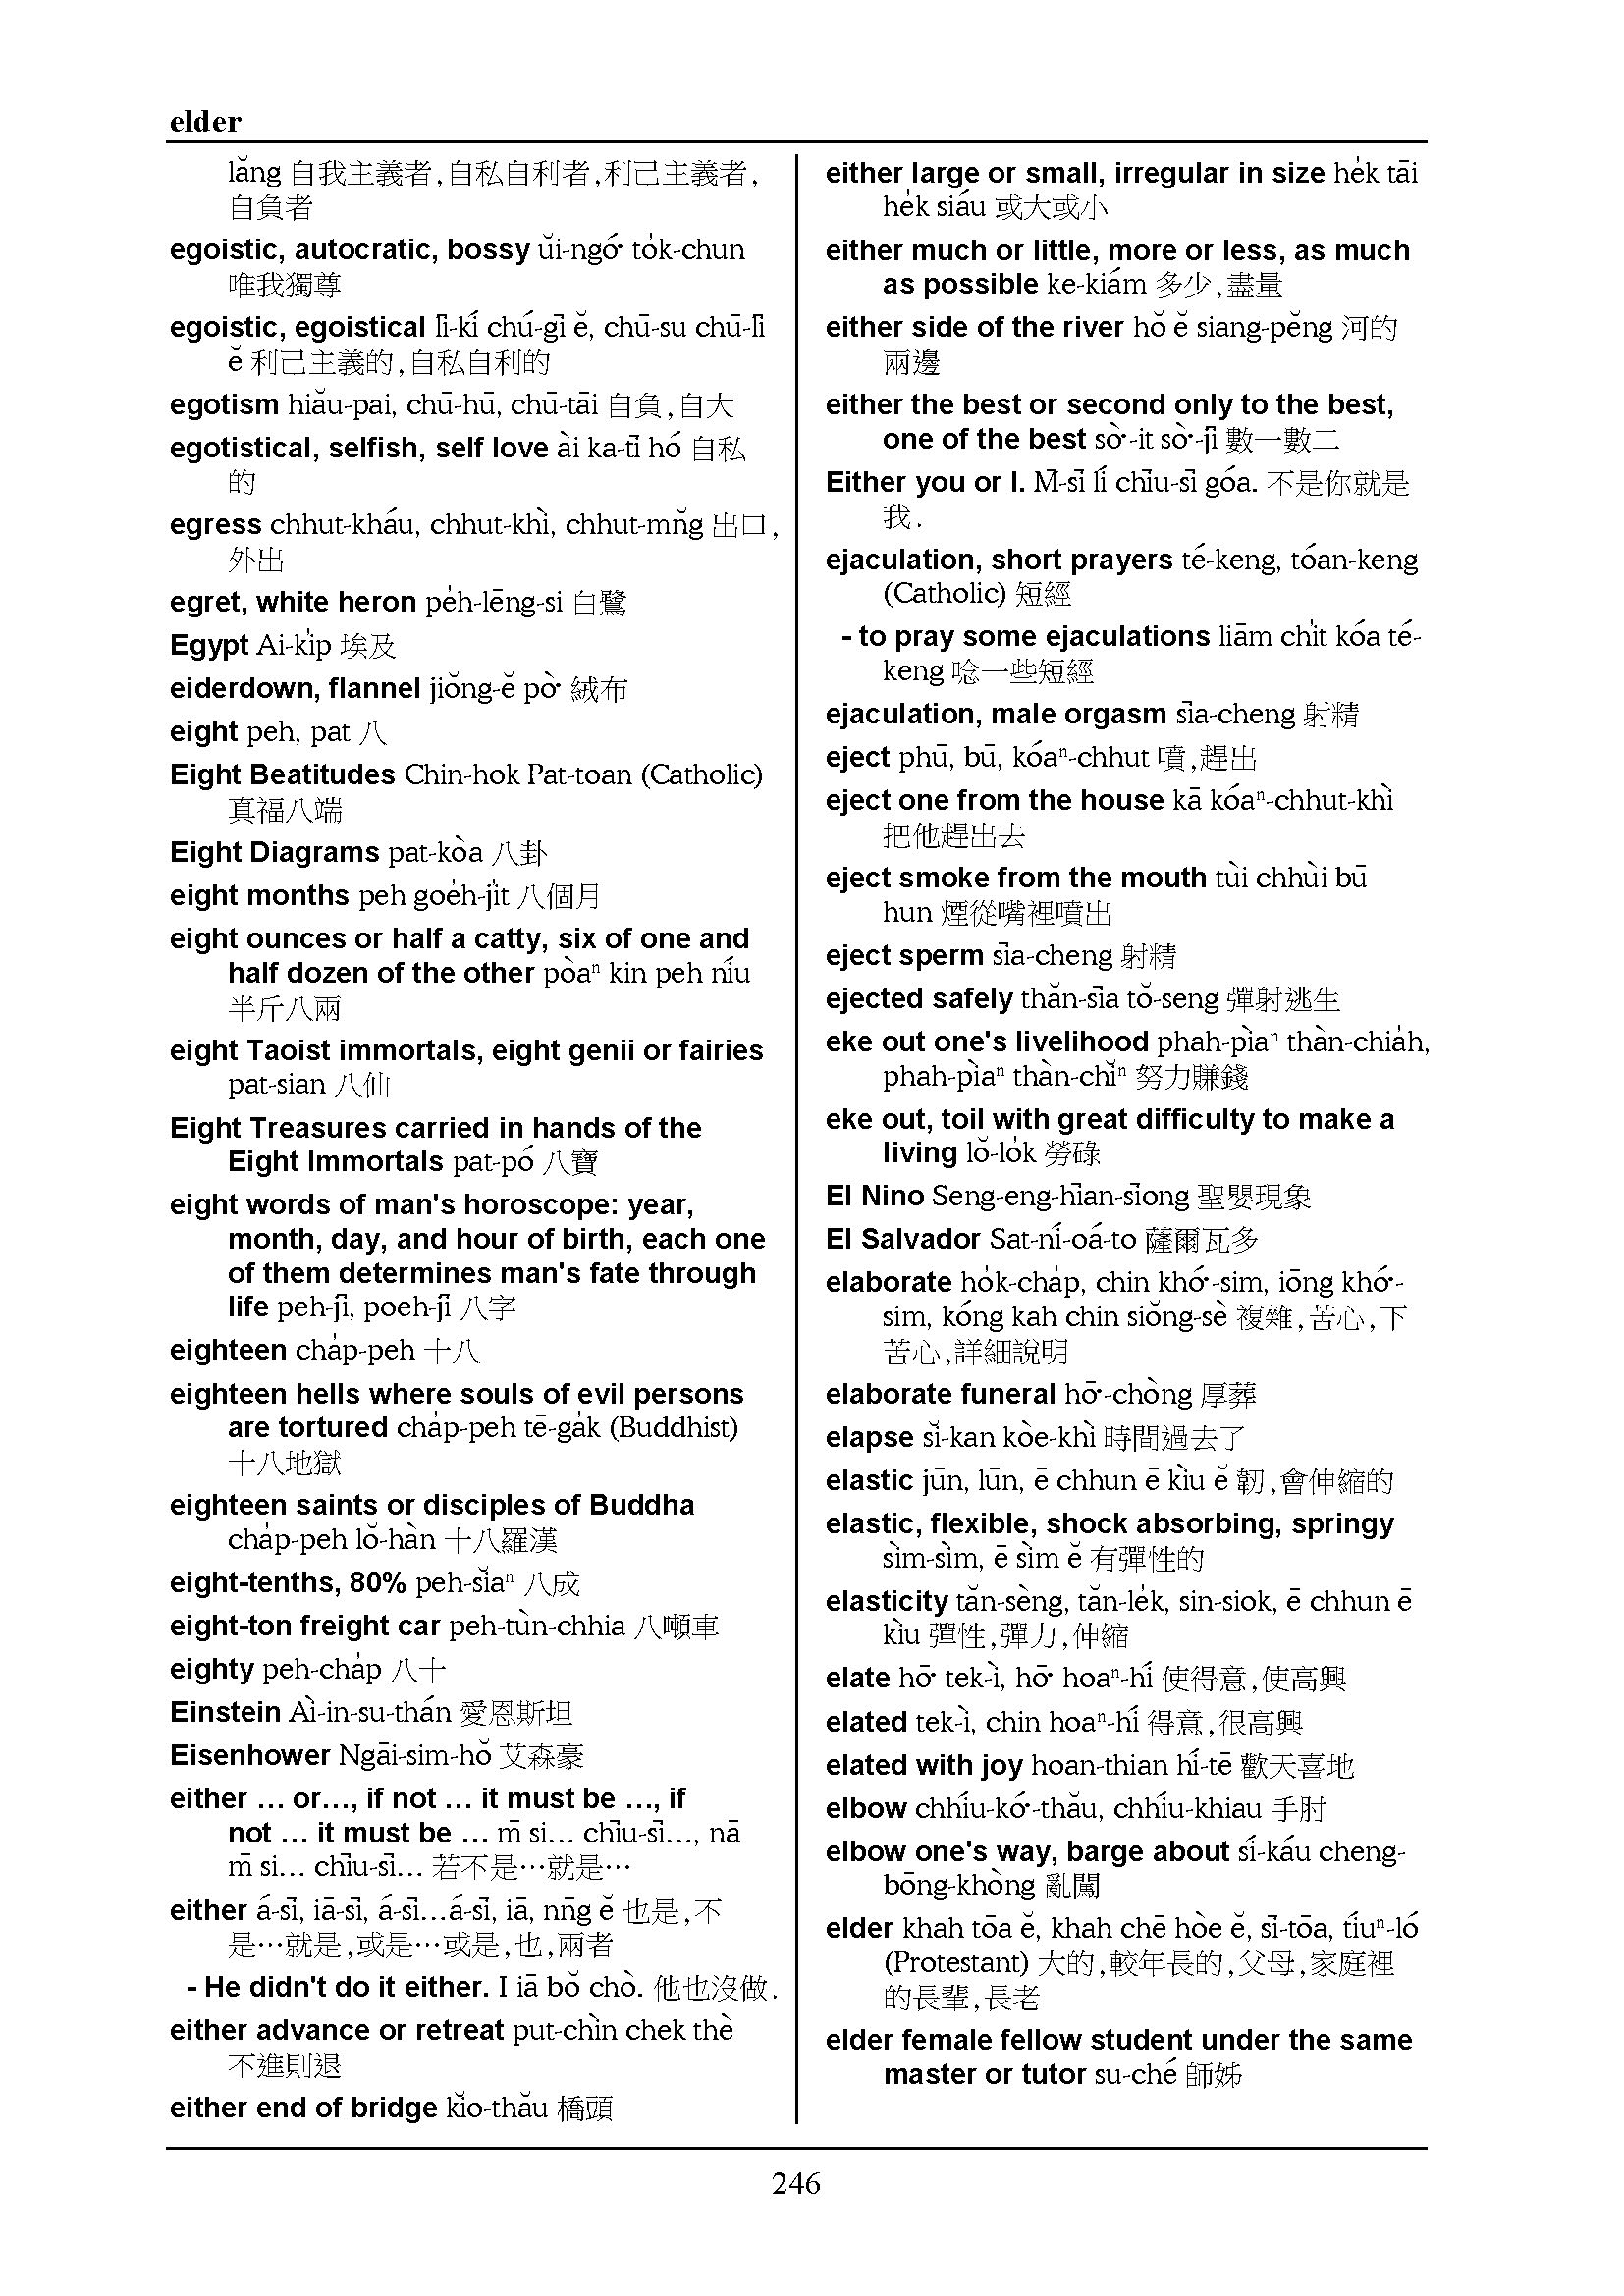 elder
lăng 自我主義者,自私自利者,利己主義者,
自負者
egoistic, autocratic, bossy ŭi-ngó͘ to̍k-chun
唯我獨尊
egoistic, egoistical lī-kí chú-gī ĕ, chū-su chū-lī
ĕ 利己主義的,自私自利的
egotism hiău-pai, chū-hū, chū-tāi 自負,自大
egotistical, selfish, self love ài ka-tī hó 自私
的
egress chhut-kháu, chhut-khì, chhut-mn̆g 出口,
外出
egret, white heron pe̍h-lēng-si 白鷺
Egypt Ai-ki̍p 埃及
eiderdown, flannel jiŏng-ĕ pò͘ 絨布
eight peh, pat 八
Eight Beatitudes Chin-hok Pat-toan (Catholic)
真福八端
Eight Diagrams pat-kòa 八卦
eight months peh goe̍h-ji̍t 八個月
eight ounces or half a catty, six of one and
half dozen of the other pòaⁿ kin peh níu
半斤八兩
eight Taoist immortals, eight genii or fairies
pat-sian 八仙
Eight Treasures carried in hands of the
Eight Immortals pat-pó 八寶
eight words of man's horoscope: year,
month, day, and hour of birth, each one
of them determines man's fate through
life peh-jī, poeh-jī 八字
eighteen cha̍p-peh 十八
eighteen hells where souls of evil persons
are tortured cha̍p-peh tē-ga̍k (Buddhist)
十八地獄
eighteen saints or disciples of Buddha
cha̍p-peh lŏ-hàn 十八羅漢
eight-tenths, 80% peh-sĭaⁿ 八成
eight-ton freight car peh-tùn-chhia 八噸車
eighty peh-cha̍p 八十
Einstein Aì-in-su-thán 愛恩斯坦
Eisenhower Ngāi-sim-hŏ 艾森豪
either … or…, if not … it must be …, if
not … it must be … m̄ si… chīu-sī…, nā
m̄ si… chīu-sī… 若不是…就是…
either á-sī, iā-sī, á-sī…á-sī, iā, nn̄g ĕ 也是,不
是…就是,或是…或是,也,兩者
- He didn't do it either. I iā bŏ chò. 他也沒做.
either advance or retreat put-chìn chek thè
不進則退
either end of bridge kĭo-thău 橋頭
either large or small, irregular in size he̍k tāi
he̍k siáu 或大或小
either much or little, more or less, as much
as possible ke-kiám 多少,盡量
either side of the river hŏ ĕ siang-pĕng 河的
兩邊
either the best or second only to the best,
one of the best sò͘-it sò͘-jī 數一數二
Either you or I. M̄-sī lí chīu-sī góa. 不是你就是
我.
ejaculation, short prayers té-keng, tóan-keng
(Catholic) 短經
- to pray some ejaculations liām chi̍t kóa té-
keng 唸一些短經
ejaculation, male orgasm sīa-cheng 射精
eject phū, bū, kóaⁿ-chhut 噴,趕出
eject one from the house kā kóaⁿ-chhut-khì
把他趕出去
eject smoke from the mouth tùi chhùi bū
hun 煙從嘴裡噴出
eject sperm sīa-cheng 射精
ejected safely thăn-sīa tŏ-seng 彈射逃生
eke out one's livelihood phah-pìaⁿ thàn-chia̍h,
phah-pìaⁿ thàn-chĭⁿ 努力賺錢
eke out, toil with great difficulty to make a
living lŏ-lo̍k 勞碌
El Nino Seng-eng-hīan-sīong 聖嬰現象
El Salvador Sat-ní-oá-to 薩爾瓦多
elaborate ho̍k-cha̍p, chin khó͘-sim, iōng khó͘-
sim, kóng kah chin siŏng-sè 複雜,苦心,下
苦心,詳細說明
elaborate funeral hō͘-chòng 厚葬
elapse sĭ-kan kòe-khì 時間過去了
elastic jūn, lūn, ē chhun ē kìu ĕ 韌,會伸縮的
elastic, flexible, shock absorbing, springy
sìm-sìm, ē sìm ĕ 有彈性的
elasticity tăn-sèng, tăn-le̍k, sin-siok, ē chhun ē
kìu 彈性,彈力,伸縮
elate hō͘ tek-ì, hō͘ hoaⁿ-hí 使得意,使高興
elated tek-ì, chin hoaⁿ-hí 得意,很高興
elated with joy hoan-thian hí-tē 歡天喜地
elbow chhíu-kó͘-thău, chhíu-khiau 手肘
elbow one's way, barge about sí-káu cheng-
bōng-khòng 亂闖
elder khah tōa ĕ, khah chē hòe ĕ, sī-tōa, tíuⁿ-ló
(Protestant) 大的,較年長的,父母,家庭裡
的長輩,長老
elder female fellow student under the same
master or tutor su-ché 師姊
246